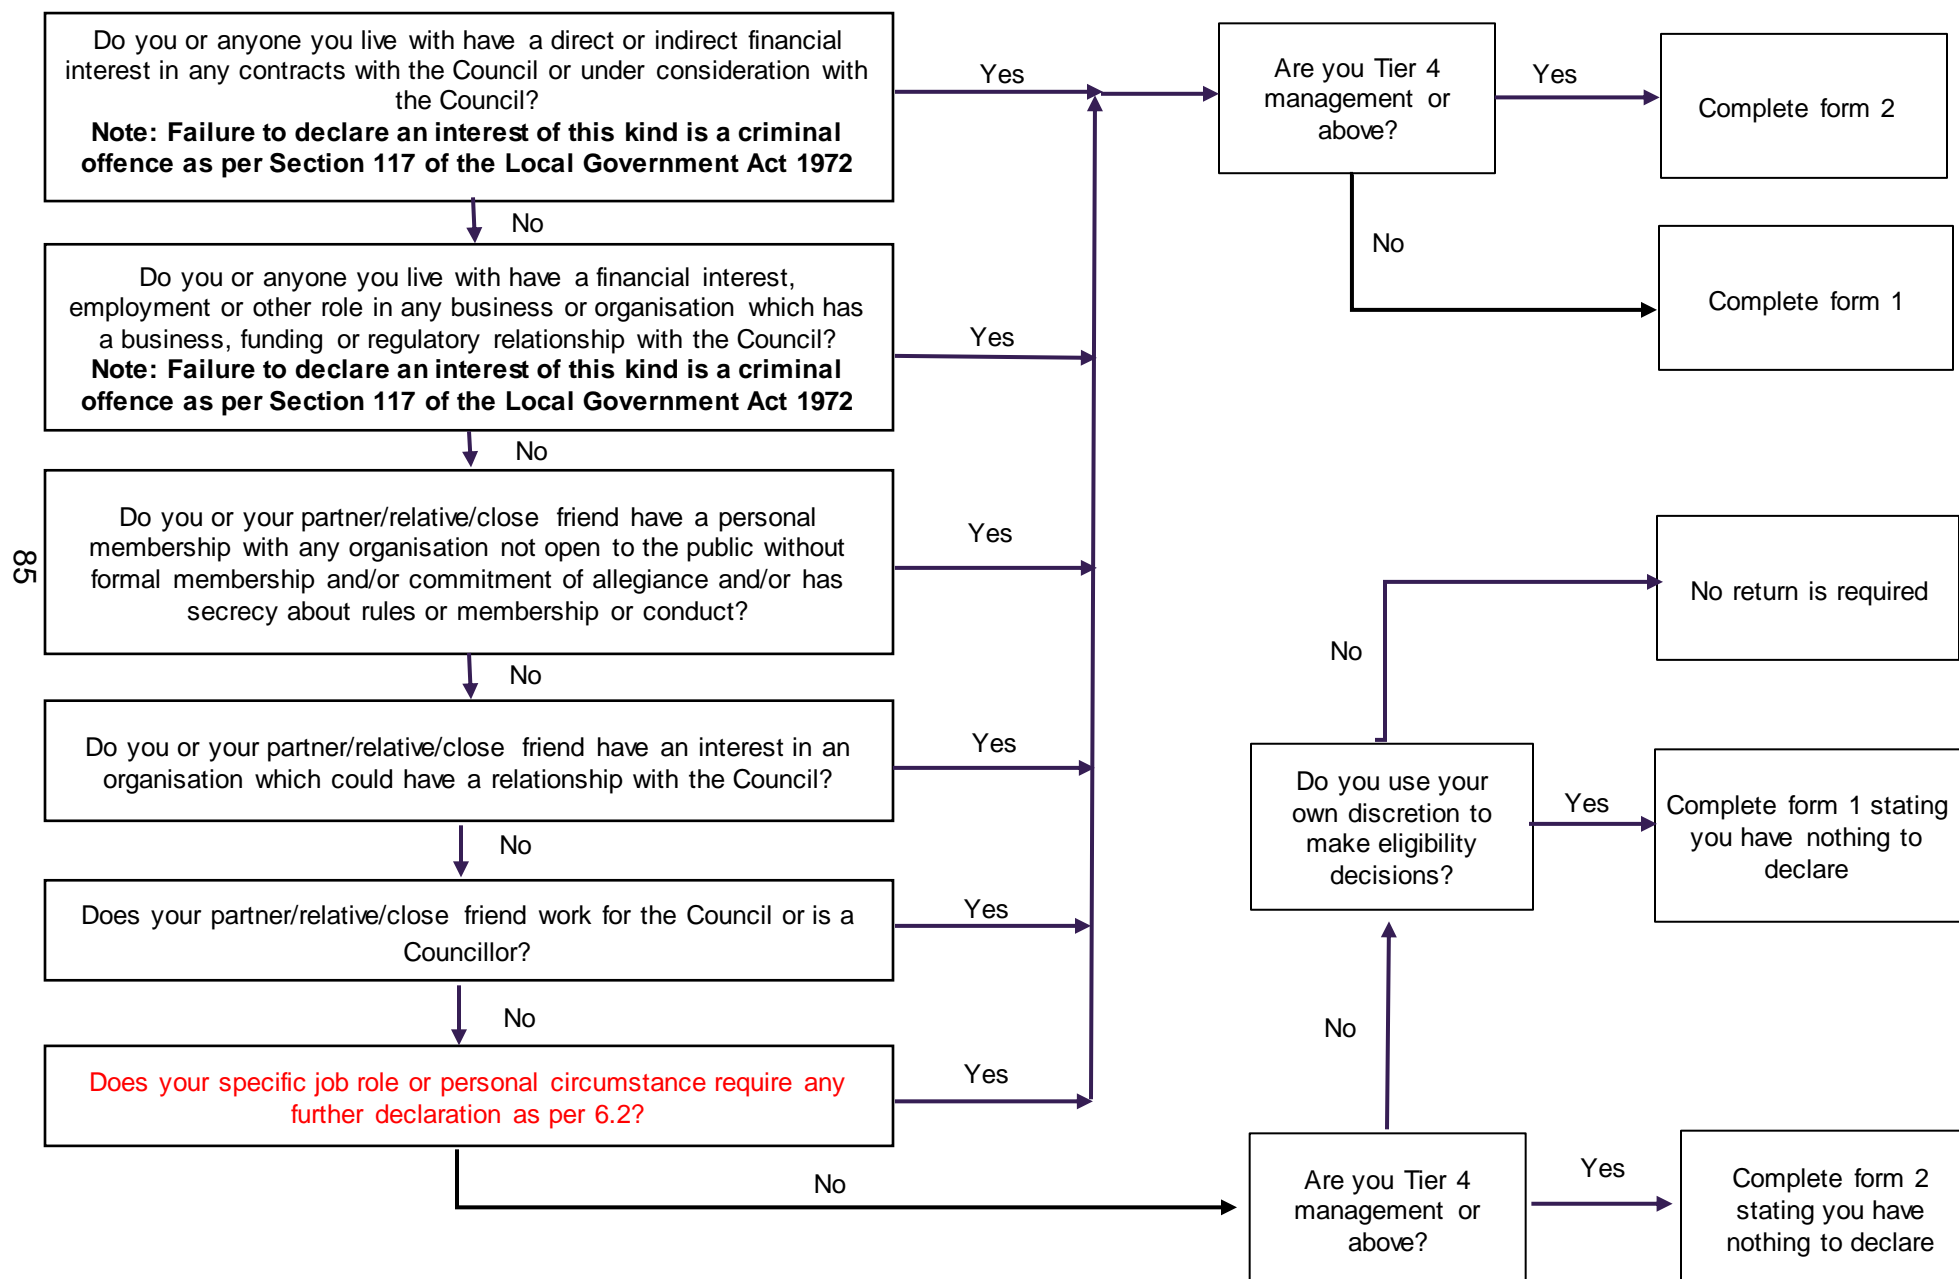 Do you or anyone you live with have a direct or indirect financial
interest in any contracts with the Council or under consideration with
the Council?
Note: Failure to declare an interest of this kind is a criminal
offence as per Section 117 of the Local Government Act 1972
Yes
Are you Tier 4
management or
above?
Yes
Complete form 2
No
No
Complete form 1
Do you or anyone you live with have a financial interest,
employment or other role in any business or organisation which has
a business, funding or regulatory relationship with the Council?
Note: Failure to declare an interest of this kind is a criminal
offence as per Section 117 of the Local Government Act 1972
Yes
No
Do you or your partner/relative/close friend have a personal
membership with any organisation not open to the public without
formal membership and/or commitment of allegiance and/or has
secrecy about rules or membership or conduct?
Yes
85
No
Do you or your partner/relative/close friend have an interest in an
organisation which could have a relationship with the Council?
Yes
No
Does your partner/relative/close friend work for the Council or is a
Councillor?
Yes
No
Does your specific job role or personal circumstance require any
further declaration as per 6.2?
Yes
No
Are you Tier 4
management or
above?
Yes
Complete form 2
stating you have
nothing to declare
No
Do you use your
own discretion to
make eligibility
decisions?
Yes
Complete form 1 stating
you have nothing to
declare
No
No return is required